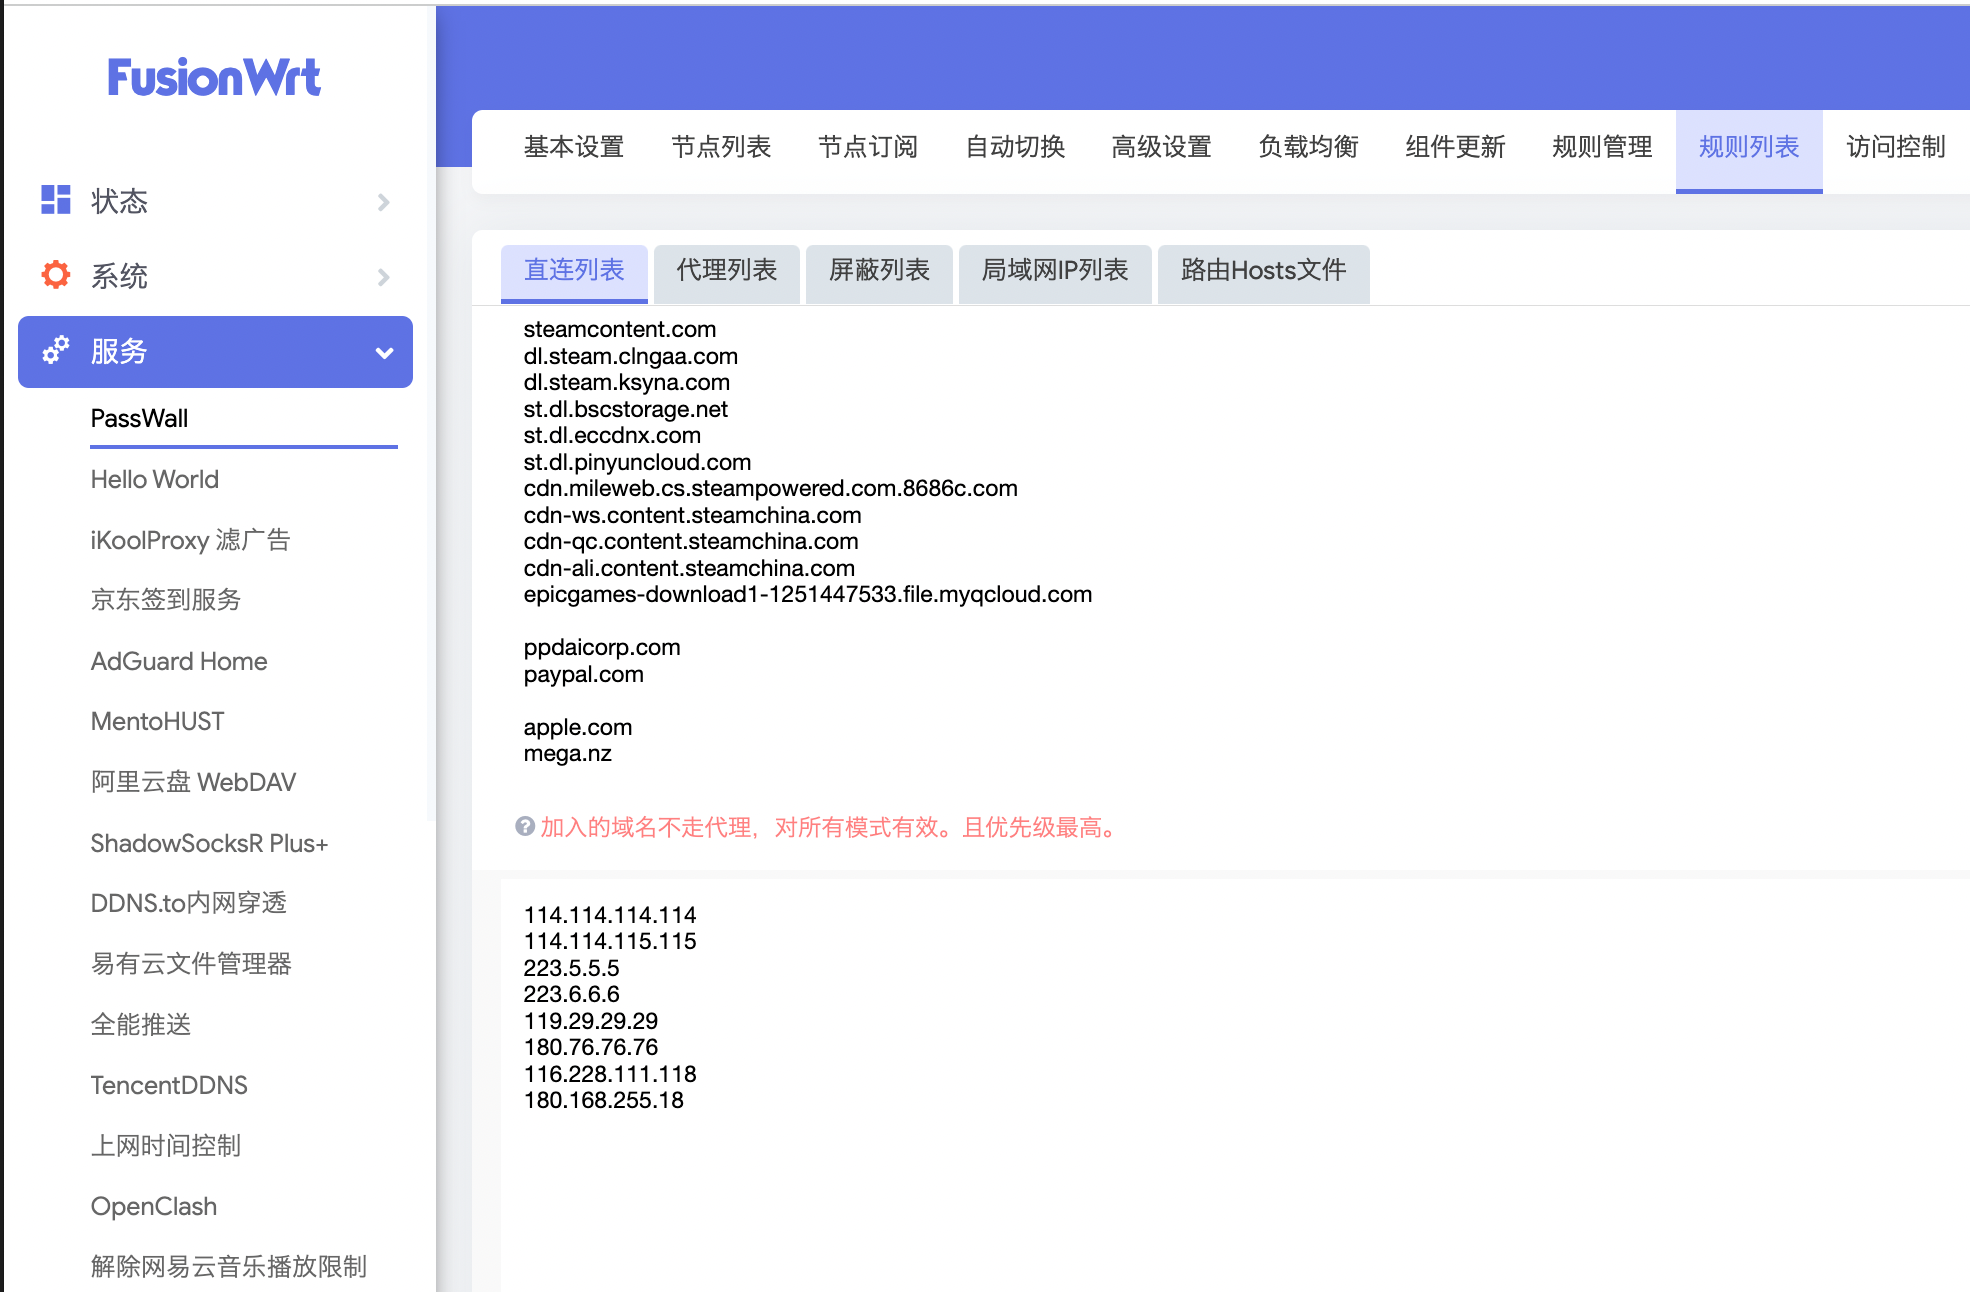 FusionWrt
状态
系统
服务
PassWall
Hello World
iKoolProxy 滤广告
京东签到服务
AdGuard Home
MentoHUST
阿里云盘 WebDAV
ShadowSocksR Plus+
DDNS.to内网穿透
易有云文件管理器
全能推送
TencentDDNS
上网时间控制
OpenClash
解除网易云音乐播放限制
基本设置 节点列表 节点订阅 自动切换 高级设置 负载均衡 组件更新 规则管理 规则列表 访问控制
直连列表 代理列表 屏蔽列表 局域网IP列表 路由Hosts文件
steamcontent.com
dl.steam.clngaa.com
dl.steam.ksyna.com
st.dl.bscstorage.net
st.dl.eccdnx.com
st.dl.pinyuncloud.com
cdn.mileweb.cs.steampowered.com.8686c.com
cdn-ws.content.steamchina.com
cdn-qc.content.steamchina.com
cdn-ali.content.steamchina.com
epicgames-download1-1251447533.file.myqcloud.com
ppdaicorp.com
paypal.com
apple.com
mega.nz
加入的域名不走代理，对所有模式有效。且优先级最高。
114.114.114.114
114.114.115.115
223.5.5.5
223.6.6.6
119.29.29.29
180.76.76.76
116.228.111.118
180.168.255.18